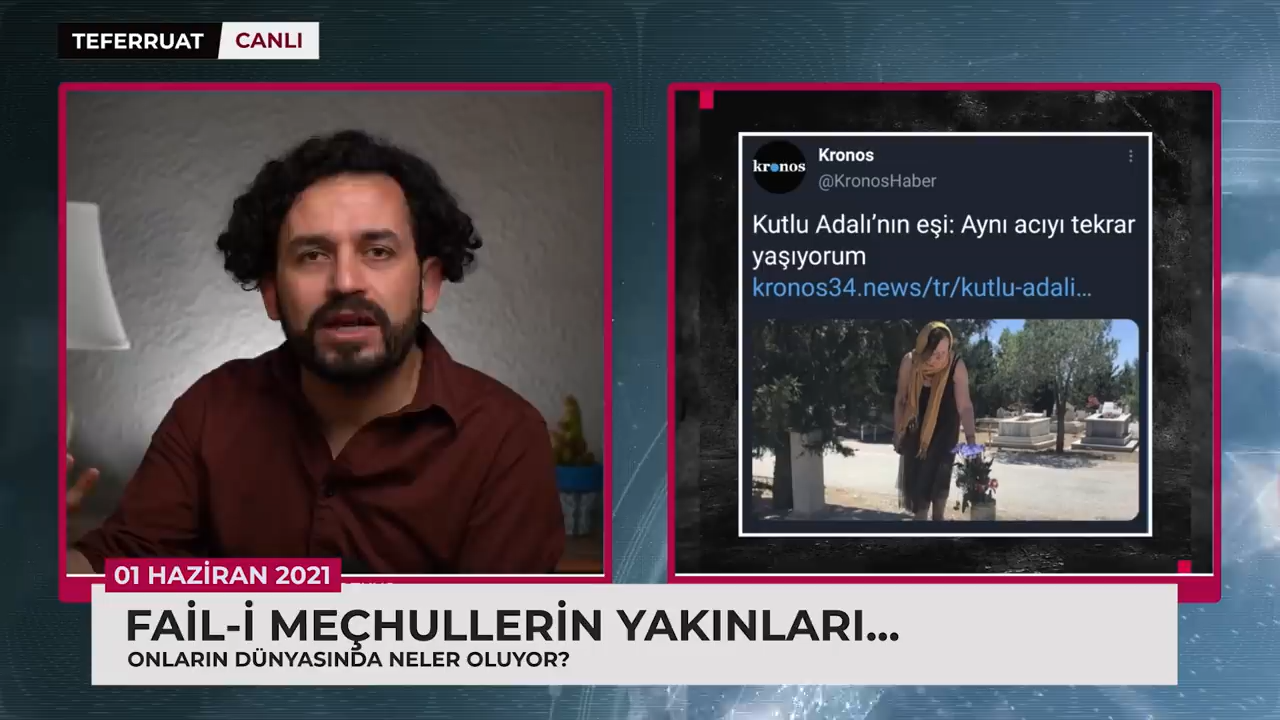 TEFERRUAT CANLI
kronos
Kronos
@KronosHaber
Kutlu Adalı’nın eşi: Aynı acıyı tekrar
yaşıyorum
kronos34.news/tr/kutlu-adali...
01 HAZİRAN 2021
FAİL-İ MEÇHULLERİN YAKINLARI...
ONLARIN DÜNYASINDA NELER OLUYOR?